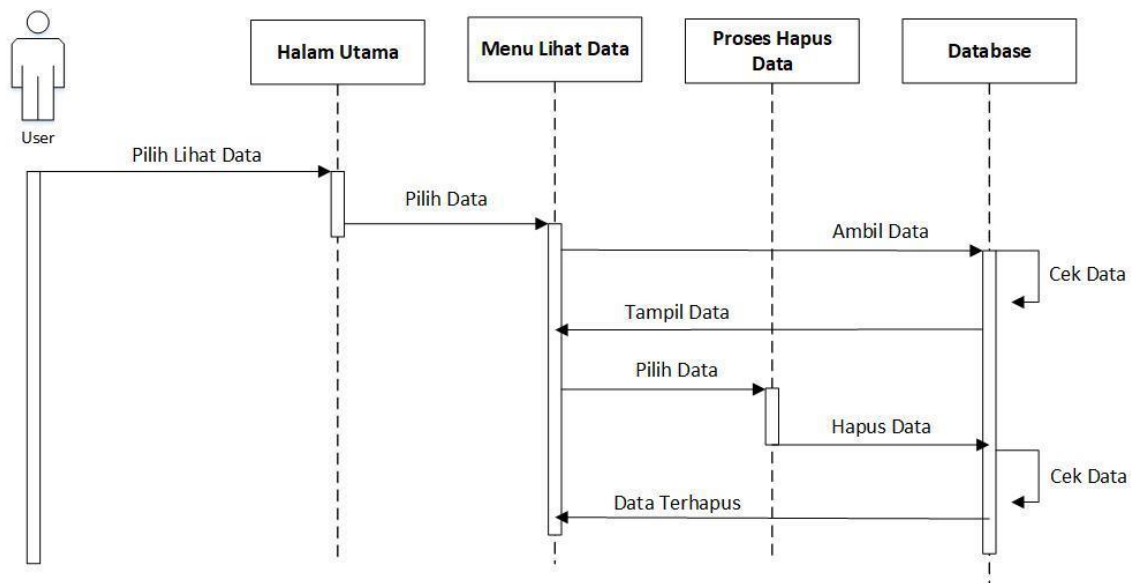 User
Halam Utama
Menu Lihat Data
Proses Hapus
Data
Database
Pilih Lihat Data
Pilih Data
Ambil Data
Cek Data
Tampil Data
Pilih Data
Hapus Data
Cek Data
Data Terhapus